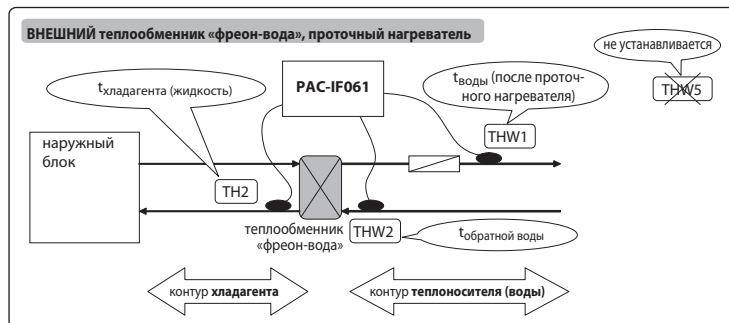 ВНЕШНИЙ теплообменник «фреон-вода», проточный нагреватель
не устанавливается
THW5
tхладагента (жидкость)
PAC-IF061
tводы (после проточ-
ного нагревателя)
THW1
наружный
блок
TH2
теплообменник
«фреон-вода»
THW2
tобратной воды
контур хладагента
контур теплоносителя (воды)